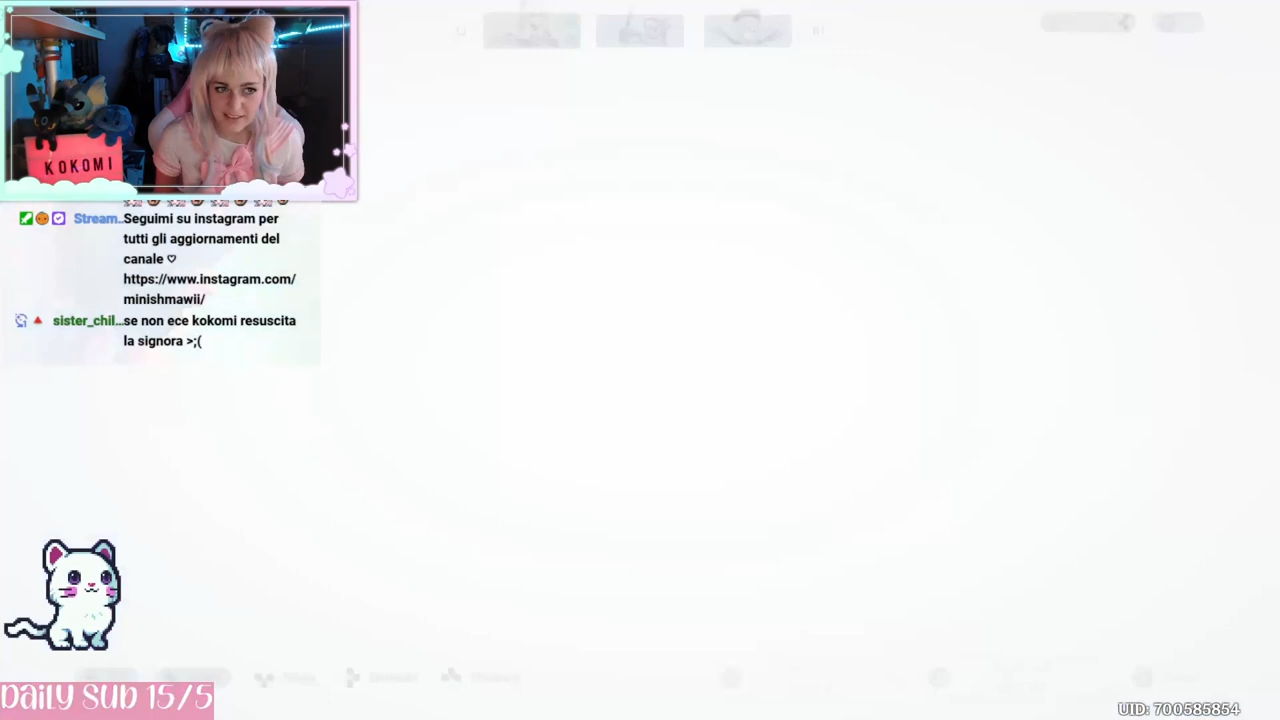 KOKOMI
Stream..Seguimi su instagram per
tutti gli aggiornamenti del
canale ♡
https://www.instagram.com/
minishmawii/
sister_chil...se non ece kokomi resuscita
la signora >;(
Daily Sub 15/5
UID: 700585854